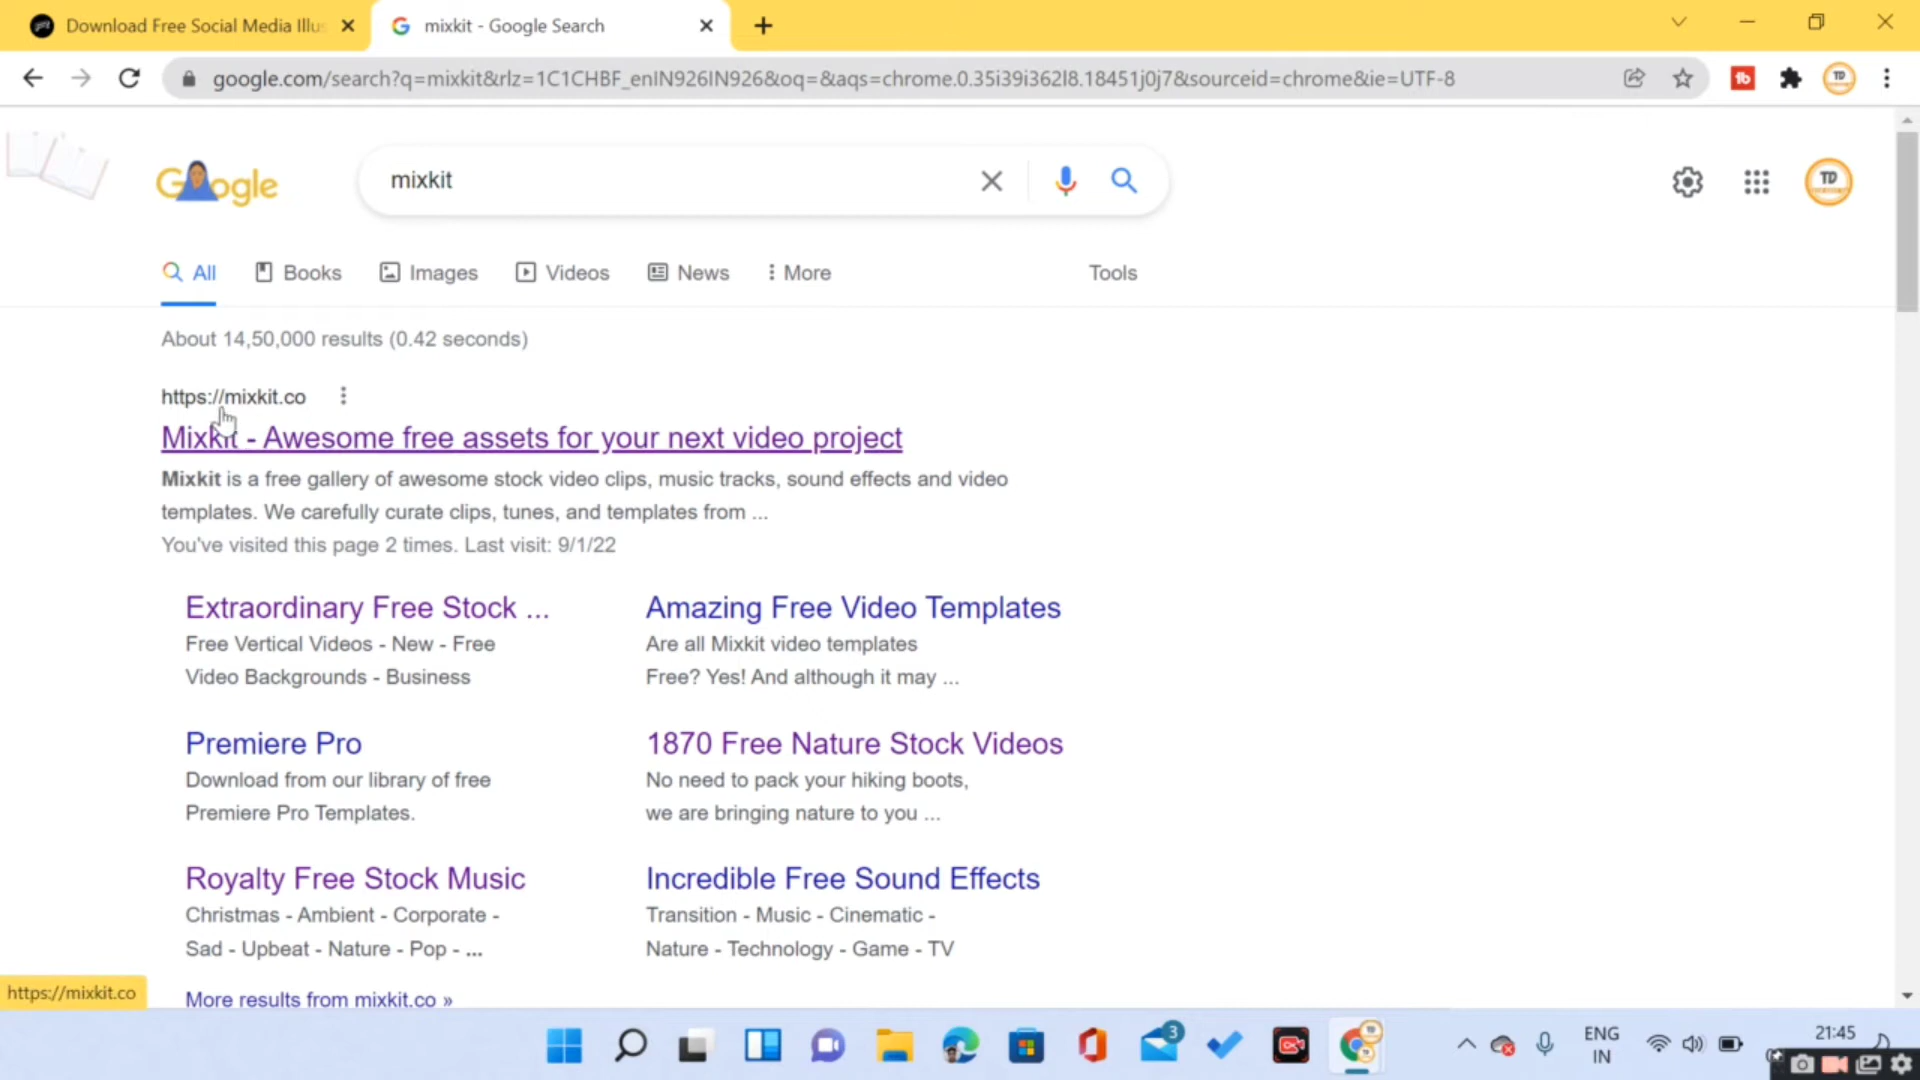 Download Free Social Media Illus
mixkit - Google Search
google.com/search?q=mixkit&rlz=1C1CHBF_enIN926IN926&oq=&aqs=chrome.0.35i39i362l8.18451j0j7&sourceid=chrome&ie=UTF-8
TD
Google
mixkit
TD
All
Books
Images
Videos
News
More
Tools
About 14,50,000 results (0.42 seconds)
https://mixkit.co
Mixkit - Awesome free assets for your next video project
Mixkit is a free gallery of awesome stock video clips, music tracks, sound effects and video
templates. We carefully curate clips, tunes, and templates from ...
You've visited this page 2 times. Last visit: 9/1/22
Extraordinary Free Stock ...
Free Vertical Videos - New - Free
Video Backgrounds - Business
Amazing Free Video Templates
Are all Mixkit video templates
Free? Yes! And although it may ...
Premiere Pro
Download from our library of free
Premiere Pro Templates.
1870 Free Nature Stock Videos
No need to pack your hiking boots,
we are bringing nature to you ...
Royalty Free Stock Music
Christmas - Ambient - Corporate -
Sad - Upbeat - Nature - Pop - ...
Incredible Free Sound Effects
Transition - Music - Cinematic -
Nature - Technology - Game - TV
More results from mixkit.co »
https://mixkit.co
3
ENG
IN
21:45